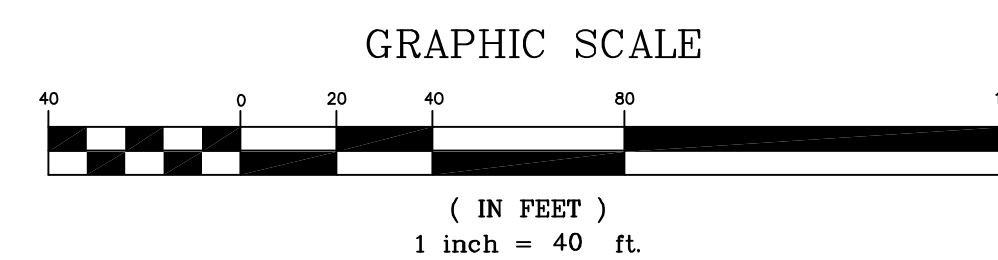 GRAPHIC SCALE
40 0 20 40 80
( IN FEET )
1 inch = 40 ft.